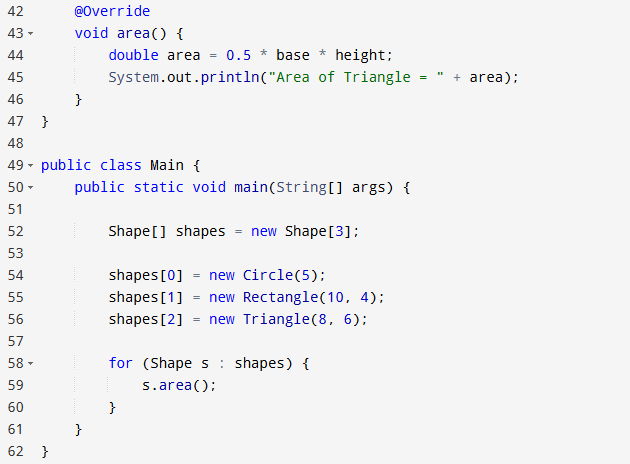 42        @Override
43        void area() {
44            double area = 0.5 * base * height;
45            System.out.println("Area of Triangle = " + area);
46        }
47    }
48
49    public class Main {
50        public static void main(String[] args) {
51
52            Shape[] shapes = new Shape[3];
53
54            shapes[0] = new Circle(5);
55            shapes[1] = new Rectangle(10, 4);
56            shapes[2] = new Triangle(8, 6);
57
58            for (Shape s : shapes) {
59                s.area();
60            }
61        }
62    }